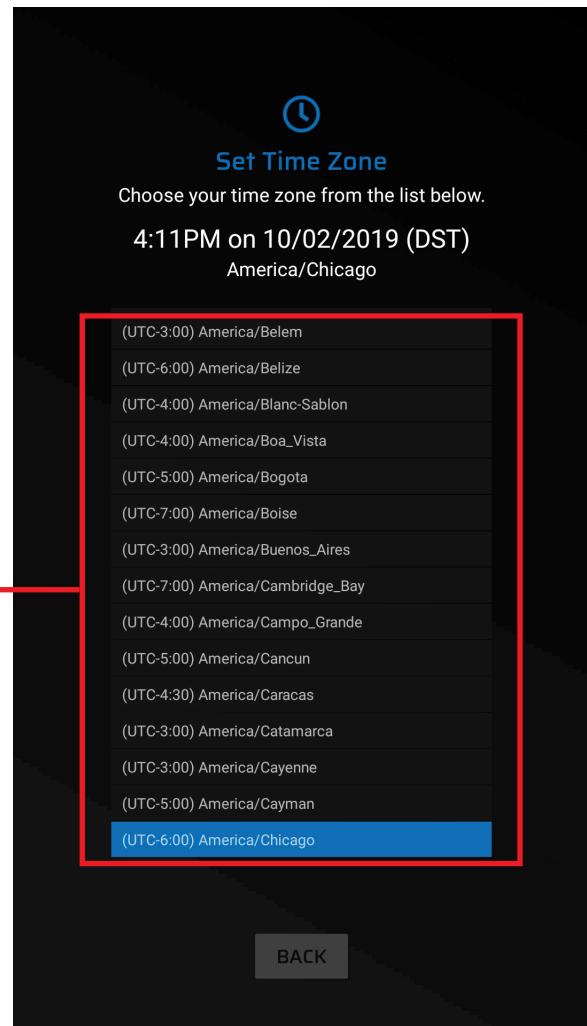 Set Time Zone
Choose your time zone from the list below.
4:11PM on 10/02/2019 (DST)
America/Chicago
(UTC-3:00) America/Belem
(UTC-6:00) America/Belize
(UTC-4:00) America/Blanc-Sablon
(UTC-4:00) America/Boa_Vista
(UTC-5:00) America/Bogota
(UTC-7:00) America/Boise
(UTC-3:00) America/Buenos_Aires
(UTC-7:00) America/Cambridge_Bay
(UTC-4:00) America/Campo_Grande
(UTC-5:00) America/Cancun
(UTC-4:30) America/Caracas
(UTC-3:00) America/Catamarca
(UTC-3:00) America/Cayenne
(UTC-5:00) America/Cayman
(UTC-6:00) America/Chicago
BACK